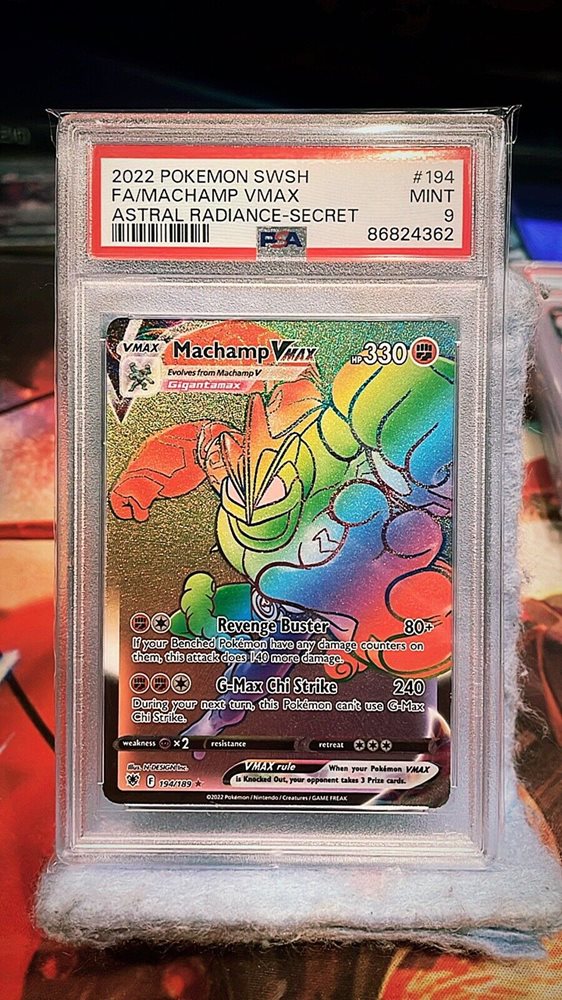 2022 POKEMON SWSH #194
FA/MACHAMP VMAX MINT
ASTRAL RADIANCE-SECRET 9
PSA 86824362
VMAX Machamp VMAX HP 330
Evolves from Machamp V
Gigantamax
Revenge Buster 80+
If your Benched Pokémon have any damage counters on
them, this attack does 140 more damage.
G-Max Chi Strike 240
During your next turn, this Pokémon can't use G-Max
Chi Strike.
weakness ×2 resistance retreat
VMAX rule When your Pokémon VMAX
is Knocked Out, your opponent takes 3 Prize cards.
Illus. N-DESIGN Inc.
F 194/189
©2022 Pokémon / Nintendo / Creatures / GAME FREAK